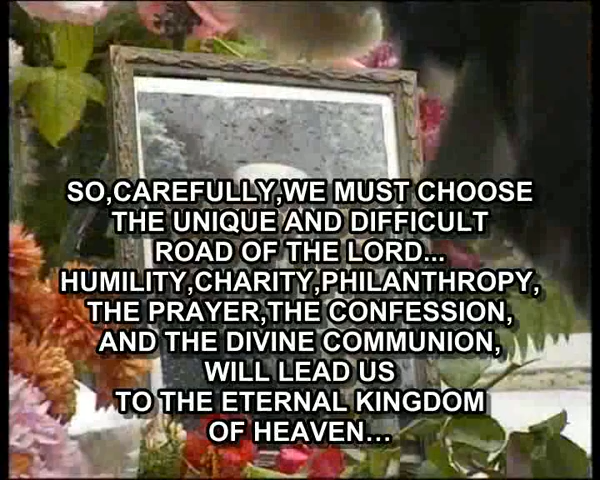 SO,CAREFULLY,WE MUST CHOOSE
THE UNIQUE AND DIFFICULT
ROAD OF THE LORD...
HUMILITY,CHARITY,PHILANTHROPY,
THE PRAYER,THE CONFESSION,
AND THE DIVINE COMMUNION,
WILL LEAD US
TO THE ETERNAL KINGDOM
OF HEAVEN...